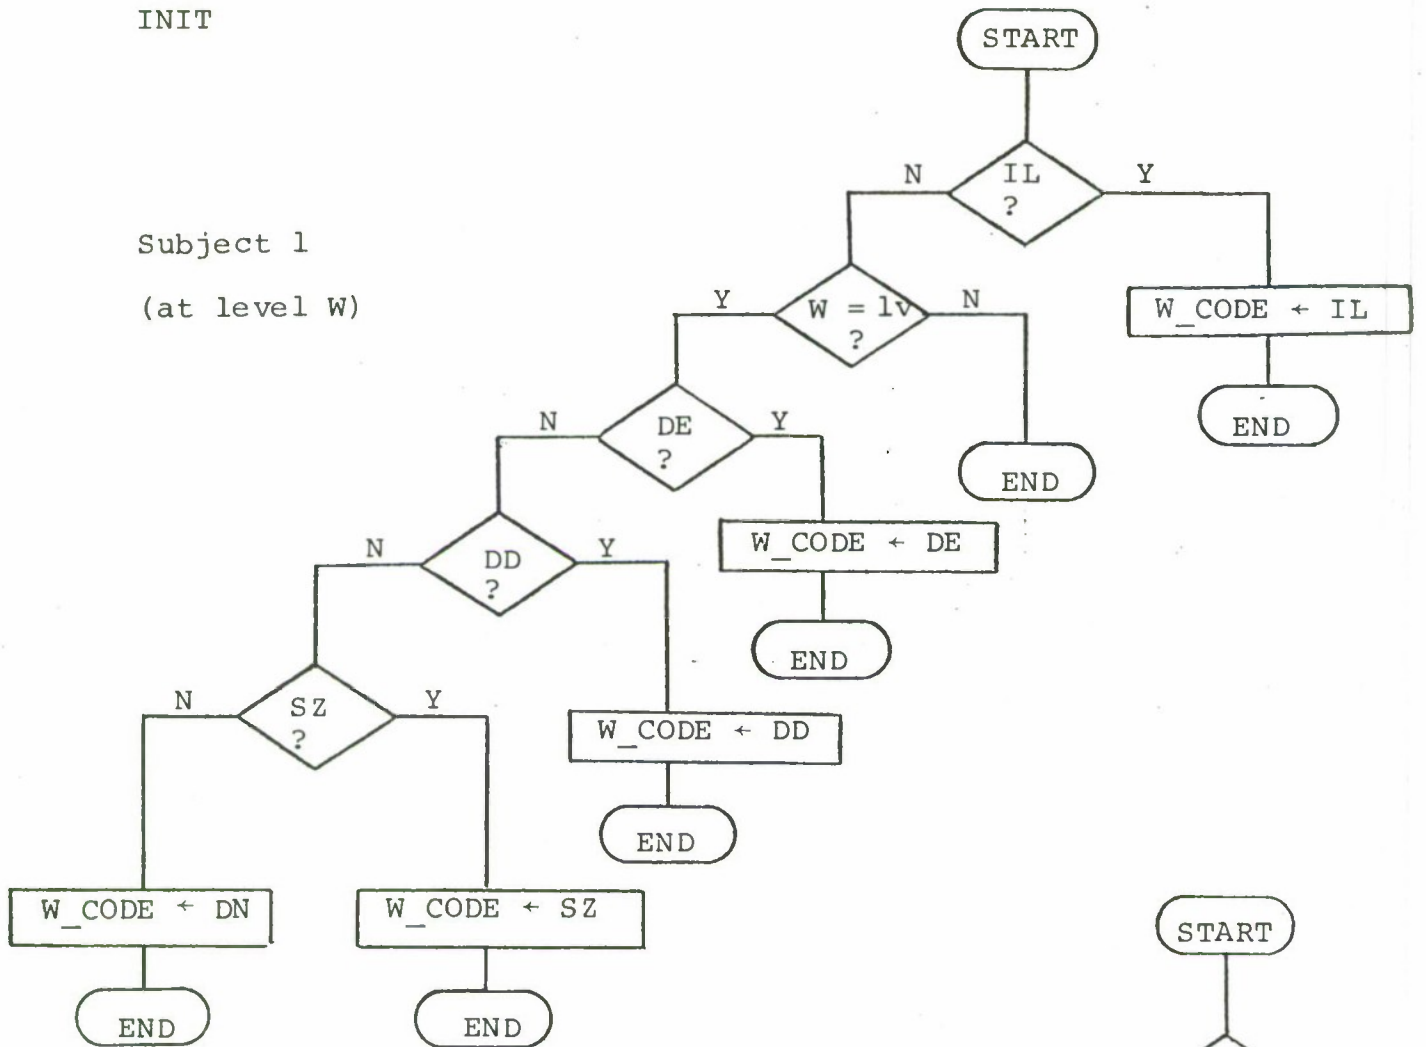 INIT
START
IL
?
N
Y
Subject 1
(at level W)
W = lv
?
Y
N
W_CODE ← IL
END
DE
?
N
Y
END
W_CODE ← DE
END
DD
?
N
Y
W_CODE ← DD
END
SZ
?
N
Y
W_CODE ← DN
W_CODE ← SZ
END
END
START